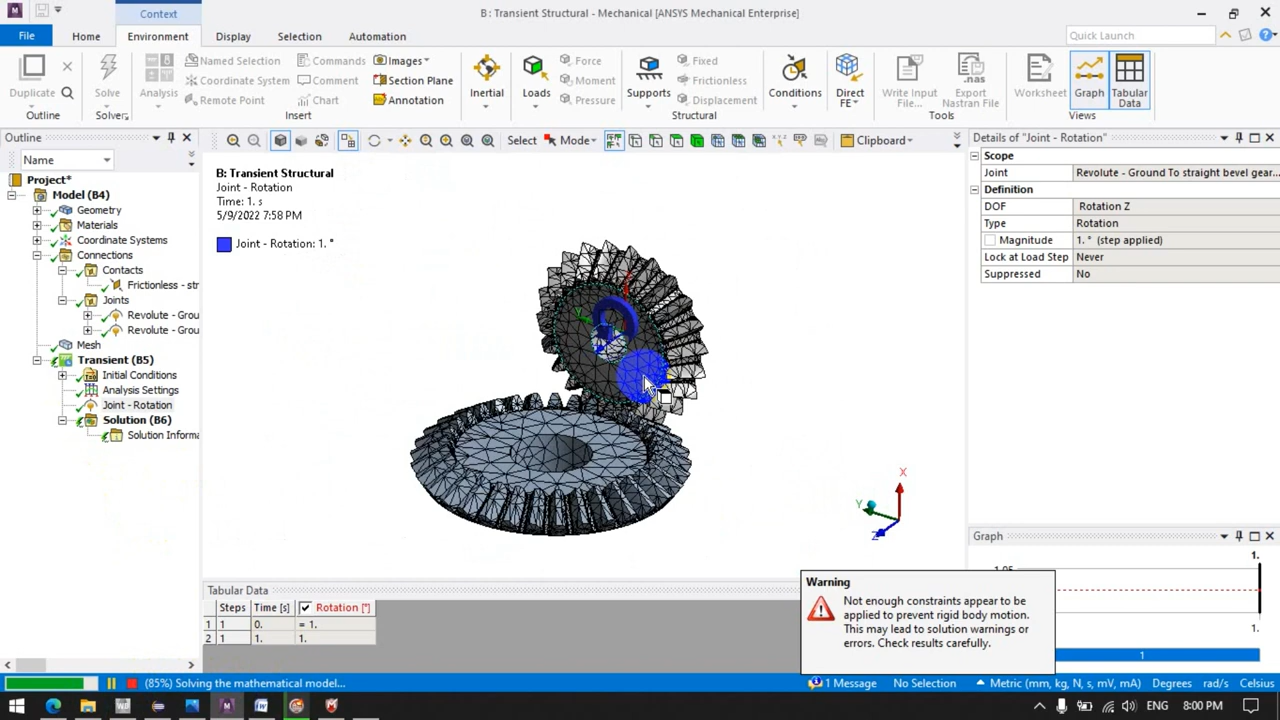 B : Transient Structural - Mechanical [ANSYS Mechanical Enterprise]
Context
File
Home
Environment
Display
Selection
Automation
Quick Launch
Duplicate
Outline
Solve
Solver
Analysis
Named Selection
Coordinate System
Remote Point
Commands
Comment
Chart
Images
Section Plane
Annotation
Insert
Inertial
Loads
Force
Moment
Pressure
Supports
Fixed
Frictionless
Displacement
Conditions
Direct FE
Structural
Write Input File...
Export Nastran File
Tools
Worksheet
Graph
Tabular Data
Views
Outline
Name
Select
Mode
Clipboard
Details of "Joint - Rotation"
Project*
Model (B4)
Geometry
Materials
Coordinate Systems
Connections
Contacts
Frictionless - str
Joints
Revolute - Grou
Revolute - Grou
Mesh
Transient (B5)
Initial Conditions
Analysis Settings
Joint - Rotation
Solution (B6)
Solution Informa
B: Transient Structural
Joint - Rotation
Time: 1. s
5/9/2022 7:58 PM
Joint - Rotation: 1. °
X
Y
Z
Scope
Joint Revolute - Ground To straight bevel gear...
Definition
DOF Rotation Z
Type Rotation
Magnitude 1. ° (step applied)
Lock at Load Step Never
Suppressed No
Graph
1.
1.05
1.
1
Tabular Data
Steps Time [s] Rotation [°]
1 1 0. = 1.
2 1 1. 1.
Warning
Not enough constraints appear to be
applied to prevent rigid body motion.
This may lead to solution warnings or
errors. Check results carefully.
(85%) Solving the mathematical model...
1 Message
No Selection
Metric (mm, kg, N, s, mV, mA)
Degrees
rad/s
Celsius
ENG
8:00 PM